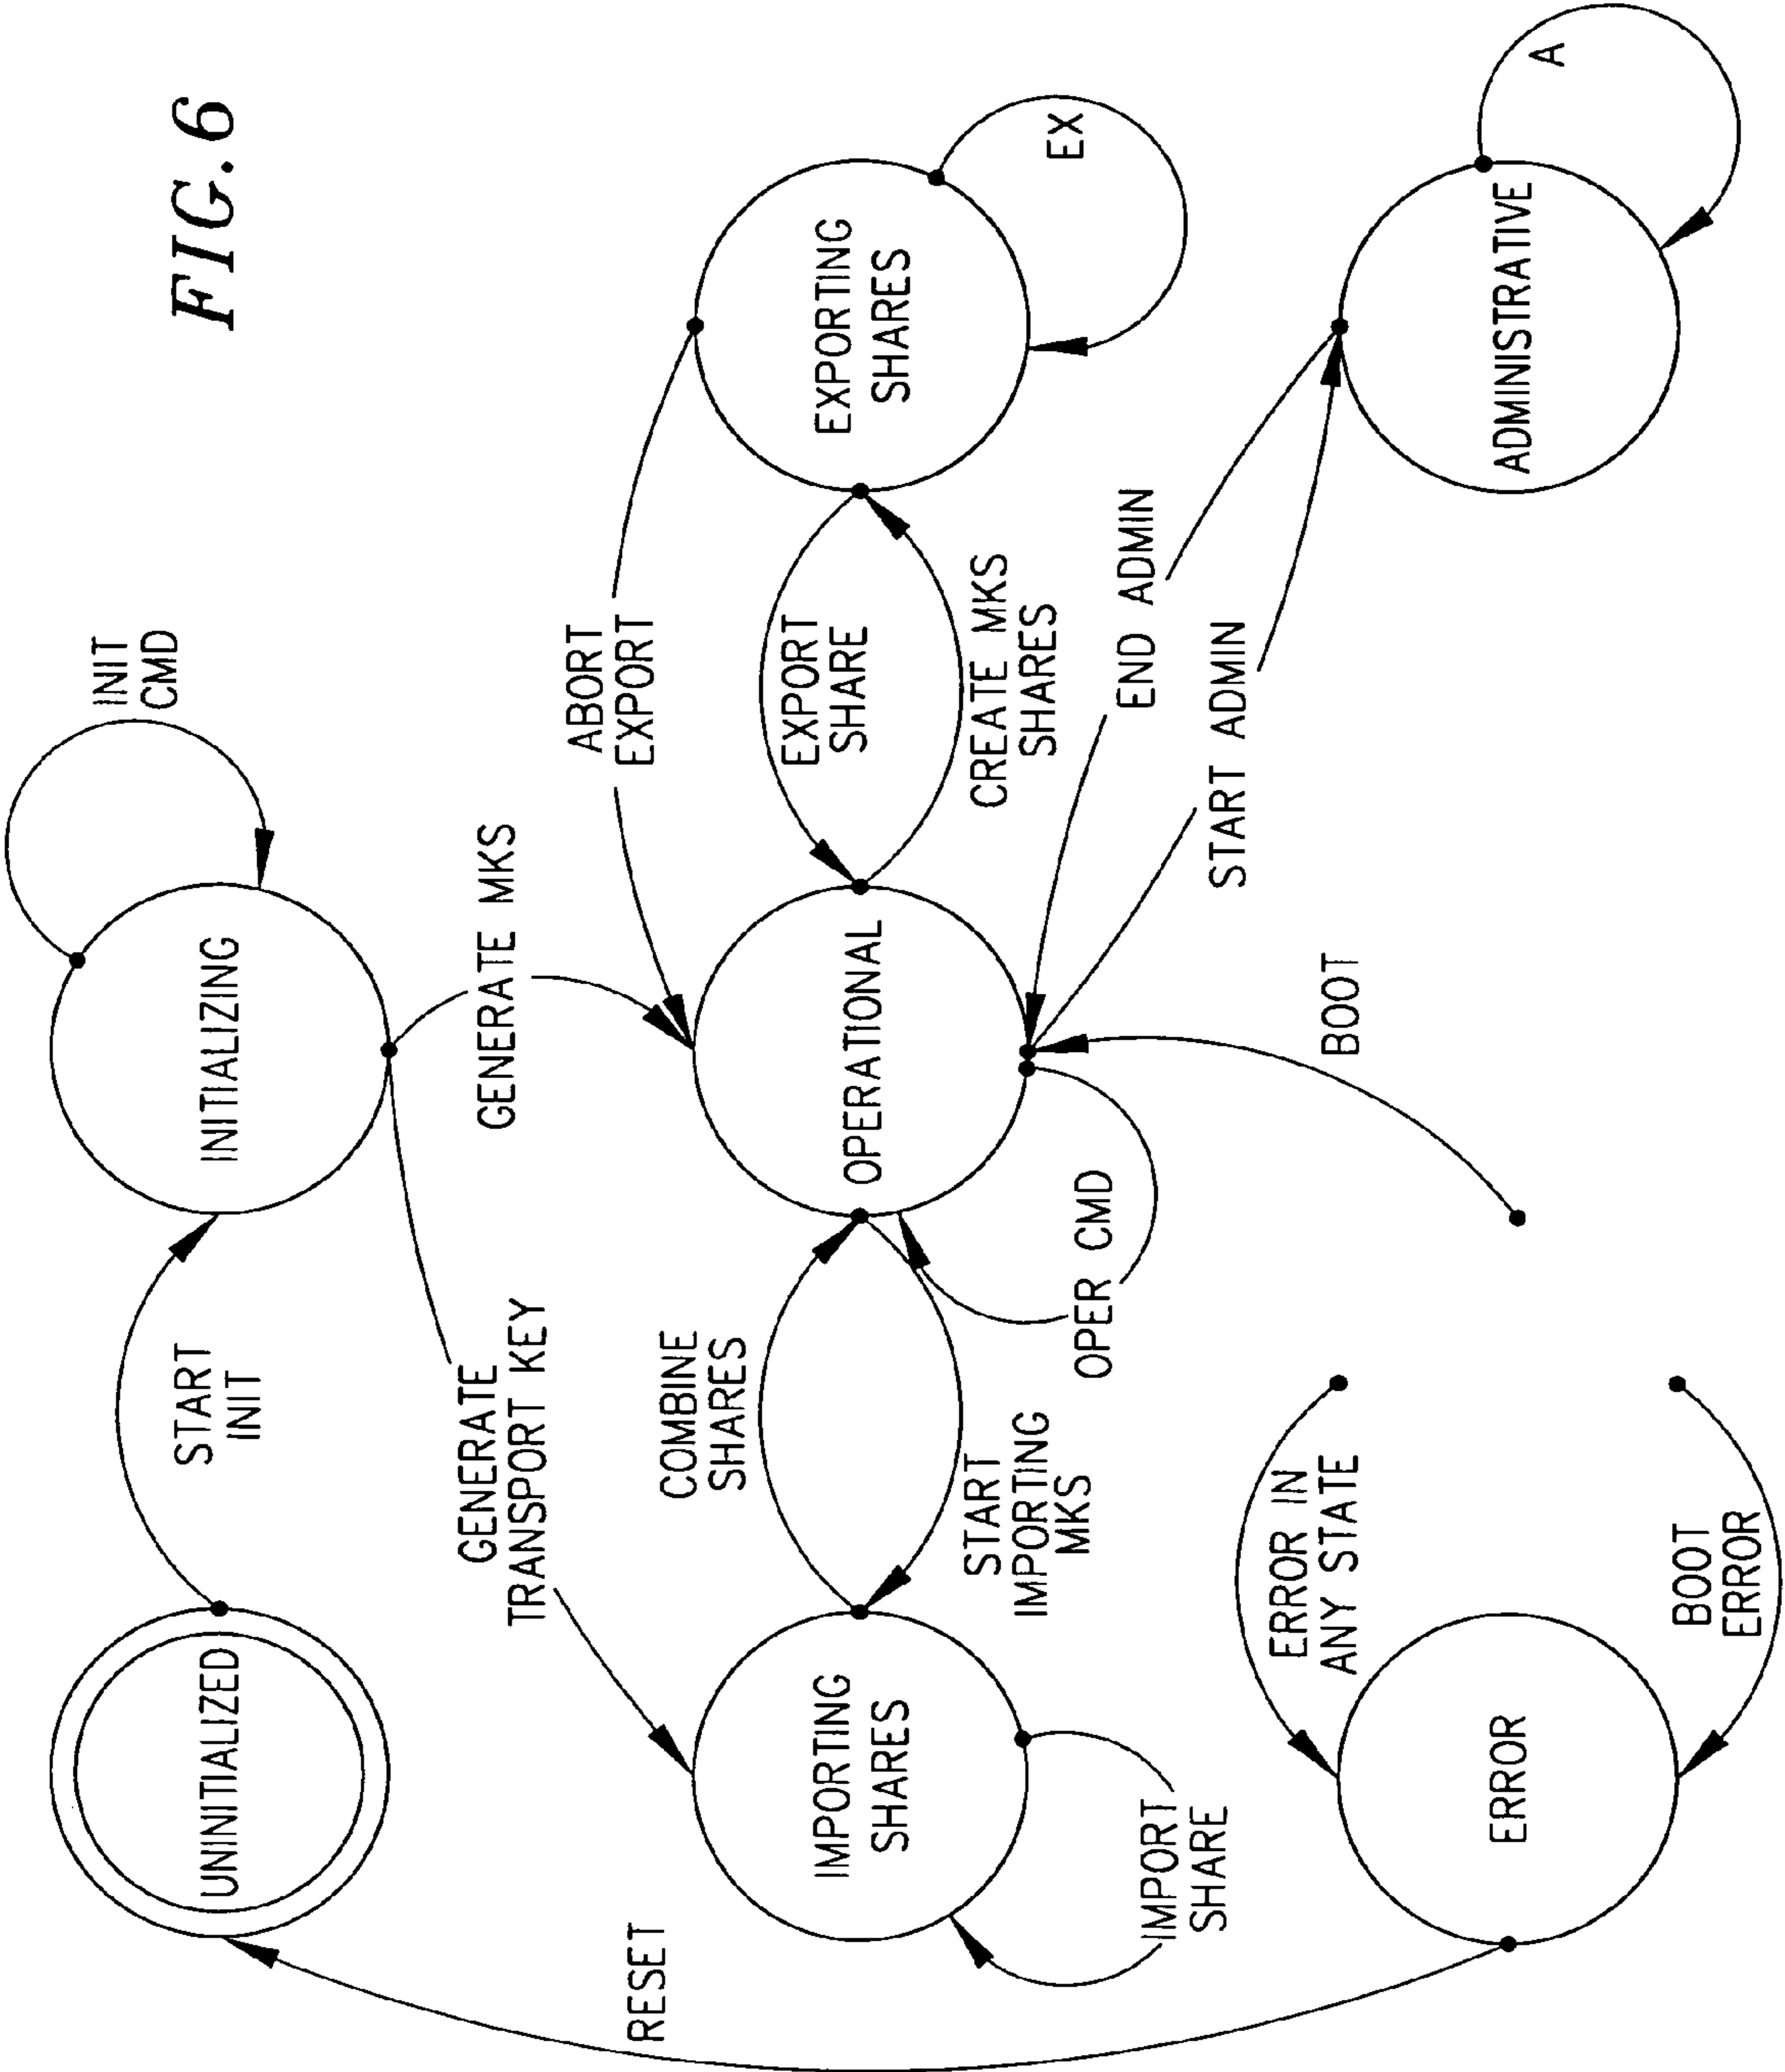 FIG. 6
UNINITIALIZED
START
INIT
INITIALIZING
INIT
CMD
GENERATE
TRANSPORT KEY
GENERATE MKS
ABORT
EXPORT
RESET
IMPORTING
SHARES
COMBINE
SHARES
START
IMPORTING
MKS
OPERATIONAL
EXPORT
SHARE
CREATE MKS
SHARES
EXPORTING
SHARES
EX
IMPORT
SHARE
OPER CMD
END ADMIN
START ADMIN
ERROR IN
ANY STATE
BOOT
ERROR
BOOT
ERROR
ADMINISTRATIVE
A